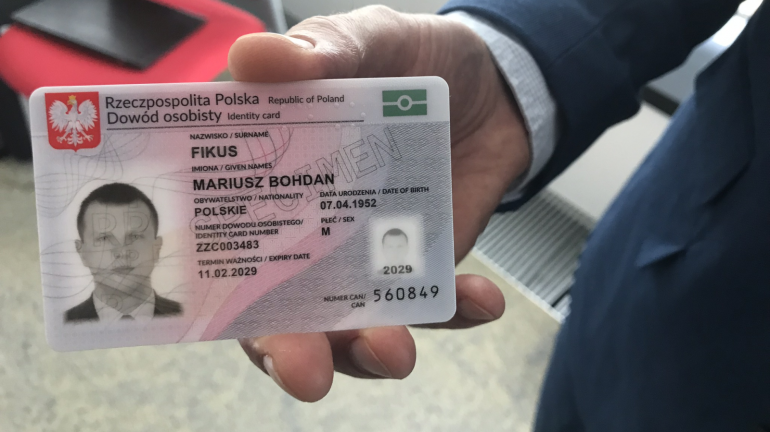 Rzeczpospolita Polska Republic of Poland
Dowód osobisty Identity card
NAZWISKO / SURNAME
FIKUS
IMIONA / GIVEN NAMES
MARIUSZ BOHDAN
OBYWATELSTWO / NATIONALITY
POLSKIE
DATA URODZENIA / DATE OF BIRTH
07.04.1952
NUMER DOWODU OSOBISTEGO/
IDENTITY CARD NUMBER
ZZC003483
PŁEĆ / SEX
M
TERMIN WAŻNOŚCI / EXPIRY DATE
11.02.2029
2029
NUMER CAN/
CAN
560849
SPECIMEN